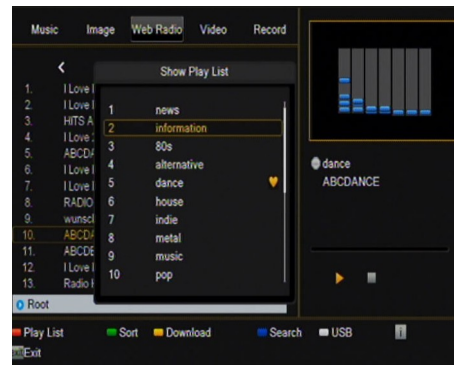 Music Image Web Radio Video Record
Show Play List
1. I Love
2. I Love
3. HITS A
4. I Love
5. ABCD
6. I Love
7. I Love
8. RADIO
9. wunsc
10. ABCD
11. ABCDE
12. I Love
13. Radio
1 news
2 information
3 80s
4 alternative
5 dance
6 house
7 indie
8 metal
9 music
10 pop
dance
ABCDANCE
Root
Play List Sort Download Search USB i
Exit